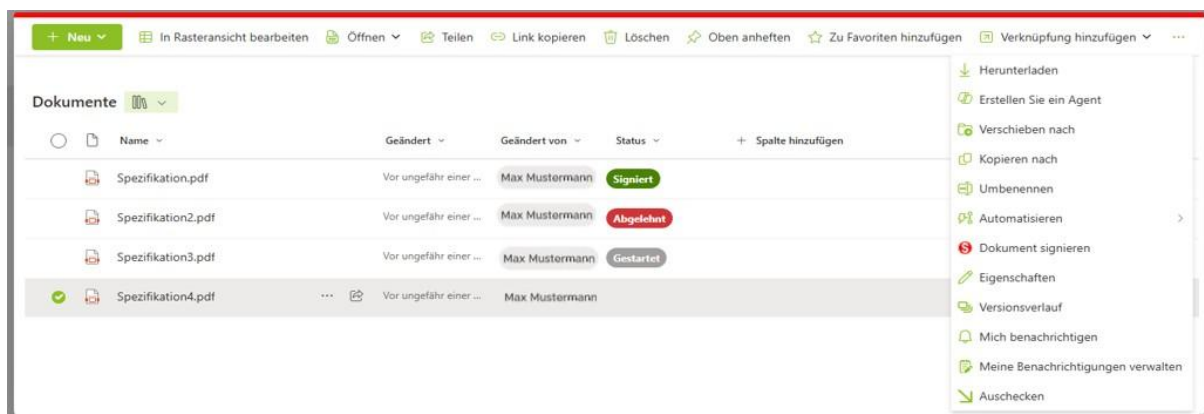 Neu
In Rasteransicht bearbeiten
Öffnen
Teilen
Link kopieren
Löschen
Oben anheften
Zu Favoriten hinzufügen
Verknüpfung hinzufügen
Dokumente
Name
Geändert
Geändert von
Status
+ Spalte hinzufügen
Spezifikation.pdf
Vor ungefähr einer ...
Max Mustermann
Signiert
Spezifikation2.pdf
Vor ungefähr einer ...
Max Mustermann
Abgelehnt
Spezifikation3.pdf
Vor ungefähr einer ...
Max Mustermann
Gestartet
Spezifikation4.pdf
Vor ungefähr einer ...
Max Mustermann
Herunterladen
Erstellen Sie ein Agent
Verschieben nach
Kopieren nach
Umbenennen
Automatisieren
Dokument signieren
Eigenschaften
Versionsverlauf
Mich benachrichtigen
Meine Benachrichtigungen verwalten
Auschecken